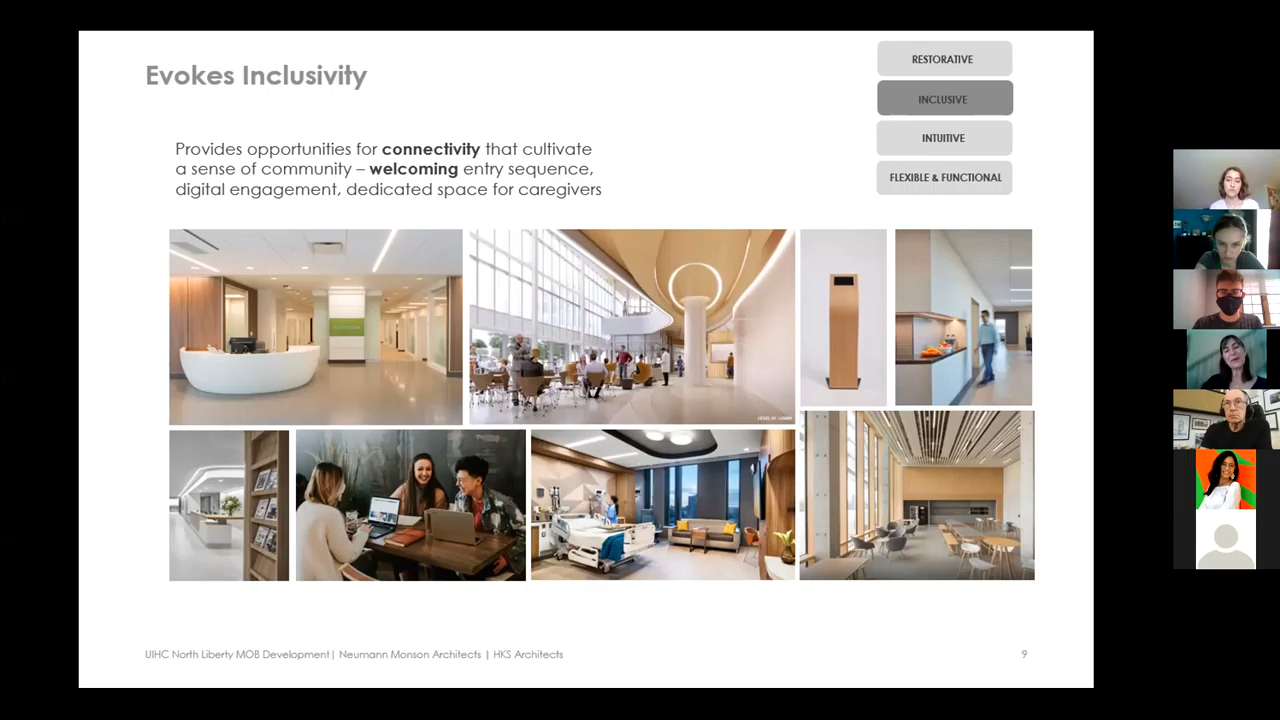 Evokes Inclusivity
RESTORATIVE
INCLUSIVE
INTUITIVE
FLEXIBLE & FUNCTIONAL
Provides opportunities for connectivity that cultivate
a sense of community – welcoming entry sequence,
digital engagement, dedicated space for caregivers
UIHC North Liberty MOB Development| Neumann Monson Architects | HKS Architects
9